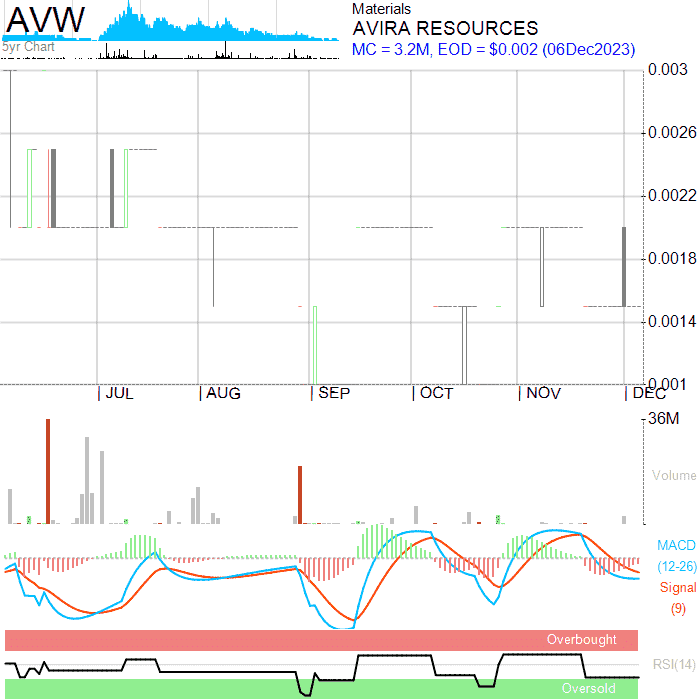 AVW
5yr Chart
Materials
AVIRA RESOURCES
MC = 3.2M, EOD = $0.002 (06Dec2023)
0.003
0.0026
0.0022
0.0018
0.0014
0.001
JUL
AUG
SEP
OCT
NOV
DEC
36M
Volume
MACD
(12-26)
Signal
(9)
Overbought
RSI(14)
Oversold